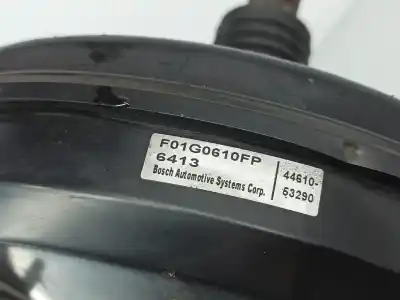 F01G0610FP
6413
Bosch Automotive Systems Corp.
44610-
53290